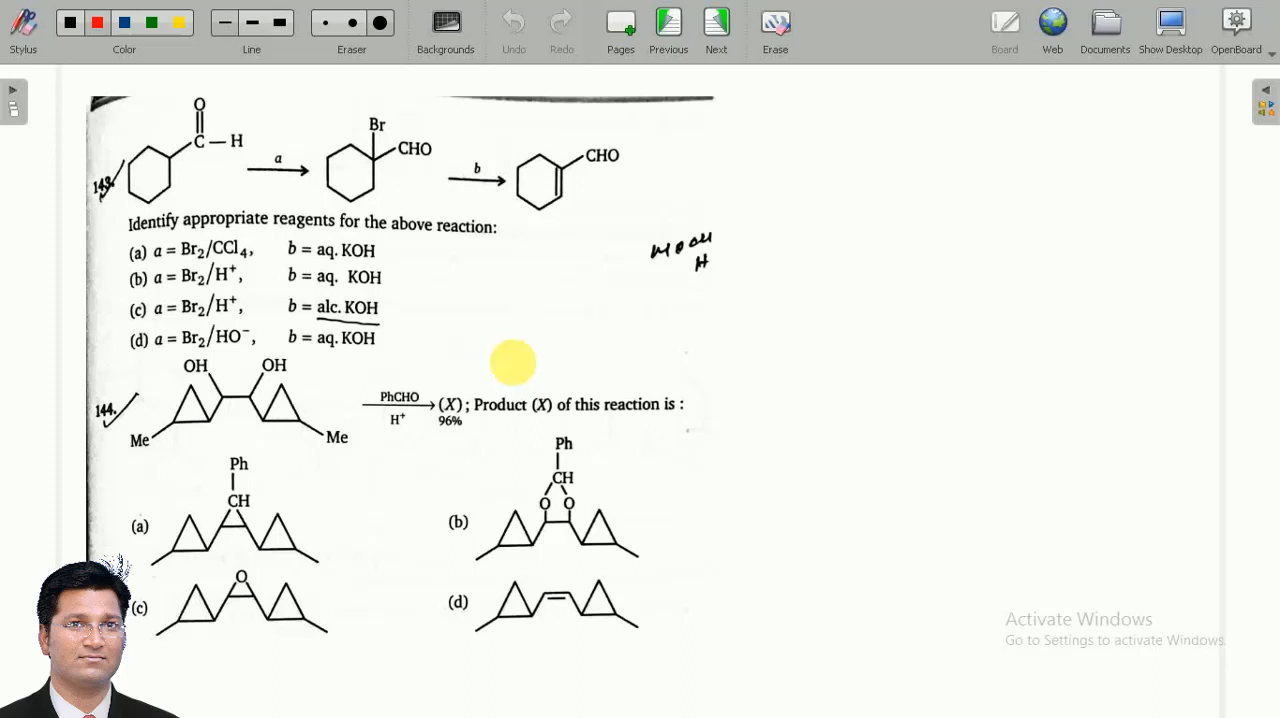 Stylus Color Line Eraser Backgrounds Undo Redo Pages Previous Next Erase Board Web Documents Show Desktop OpenBoard
O
C – H
143.
a
Br
CHO
b
CHO
Identify appropriate reagents for the above reaction:
(a) a = Br₂/CCl₄, b = aq. KOH
(b) a = Br₂/H⁺, b = aq. KOH
(c) a = Br₂/H⁺, b = alc. KOH
(d) a = Br₂/HO⁻, b = aq. KOH
OH OH
144.
Me Me
PhCHO
H⁺
(X); Product (X) of this reaction is :
96%
Ph
CH
(a)
Ph
CH
O O
(b)
O
(c)
(d)
Activate Windows
Go to Settings to activate Windows.